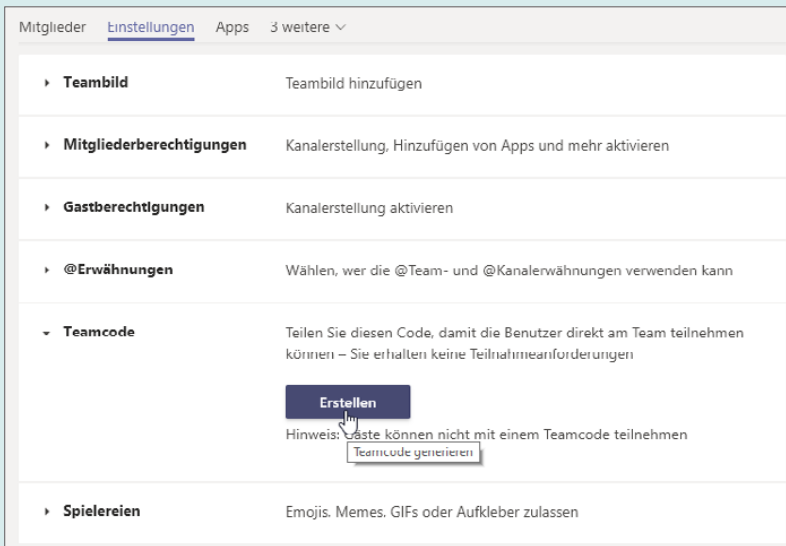 Mitglieder Einstellungen Apps 3 weitere
Teambild Teambild hinzufügen
Mitgliederberechtigungen Kanalerstellung, Hinzufügen von Apps und mehr aktivieren
Gastberechtigungen Kanalerstellung aktivieren
@Erwähnungen Wählen, wer die @Team- und @Kanalerwähnungen verwenden kann
Teamcode Teilen Sie diesen Code, damit die Benutzer direkt am Team teilnehmen
können – Sie erhalten keine Teilnahmeanforderungen
Erstellen
Hinweis: Gäste können nicht mit einem Teamcode teilnehmen
Teamcode generieren
Spielereien Emojis. Memes. GIFs oder Aufkleber zulassen